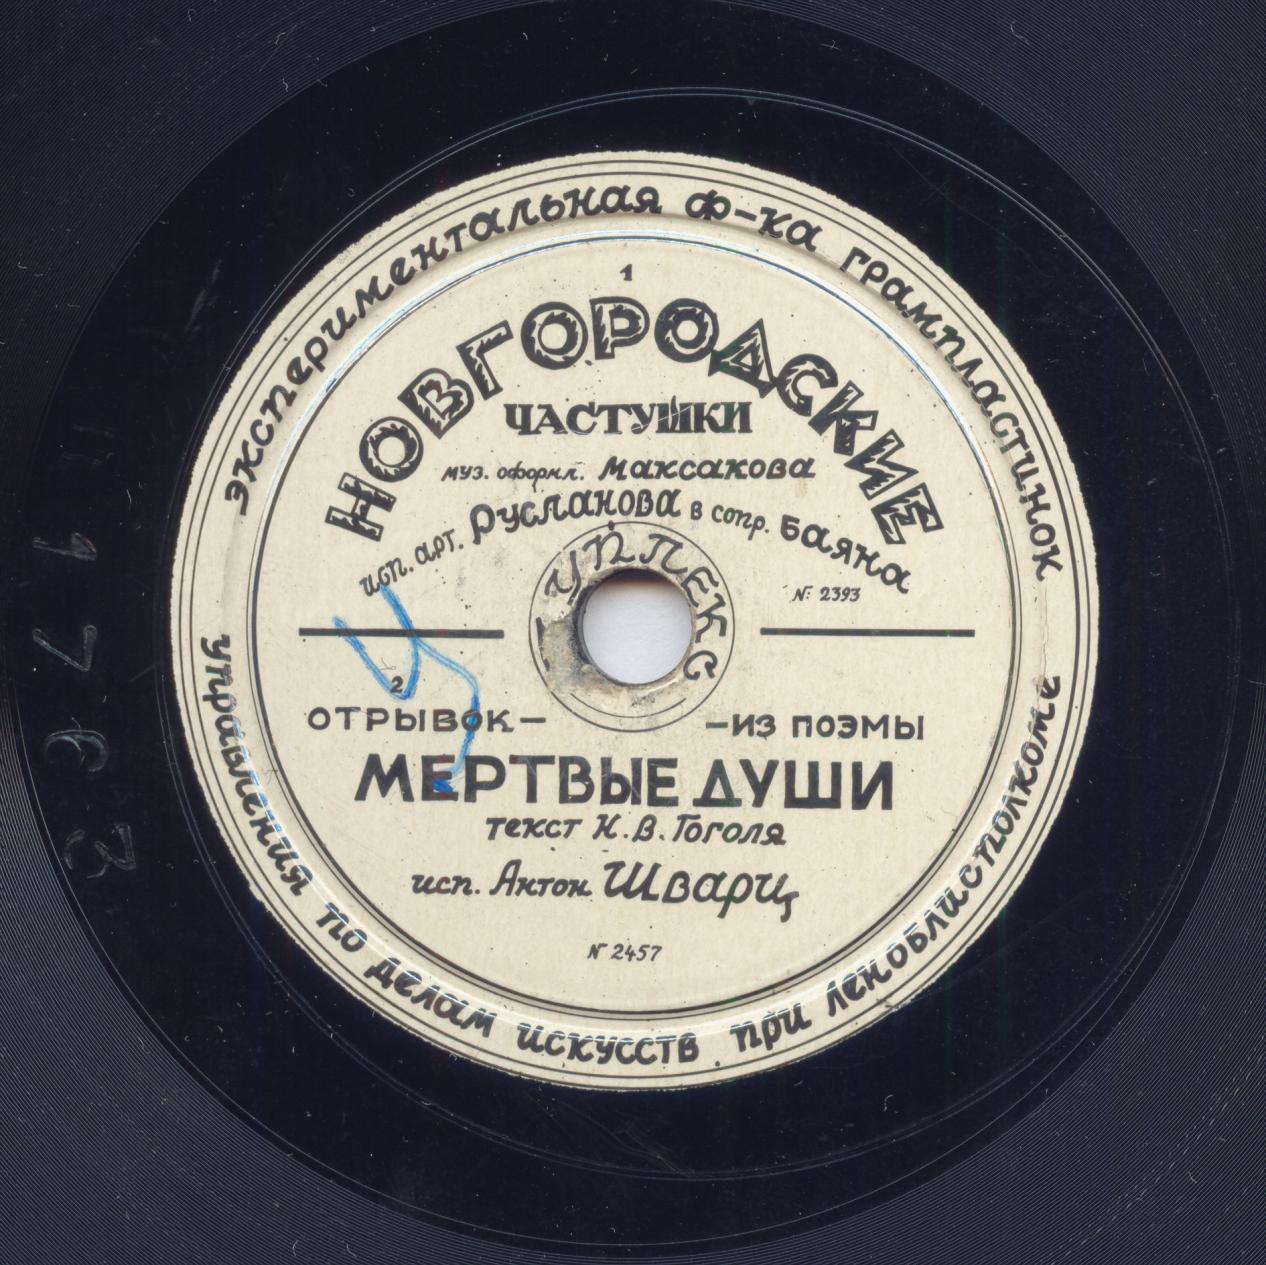 экспериментальная ф-ка грампластинок
1
НОВГОРОДСКИЕ
ЧАСТУШКИ
муз. оформл. Максакова
исп. арт. Русланова в сопр. Баяна
№ 2393
2
ОТРЫВОК— —ИЗ ПОЭМЫ
МЕРТВЫЕ ДУШИ
текст Н. В. Гоголя
исп. Антон Шварц
№ 2457
управления по делам искусств при леноблисполкоме
1763